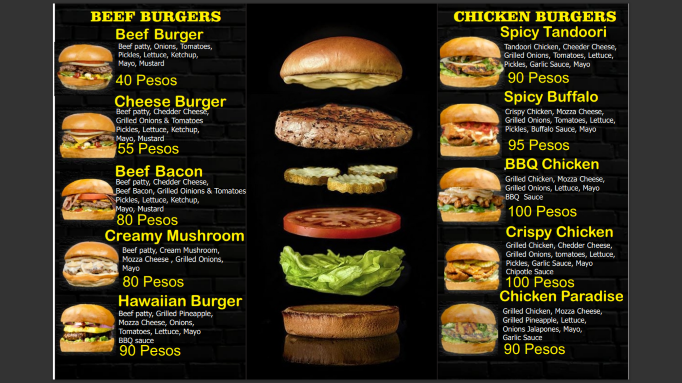 BEEF BURGERS
Beef Burger
Beef patty, Onions, Tomatoes,
Pickles, Lettuce, Ketchup,
Mayo, Mustard
40 Pesos
Cheese Burger
Beef patty, Chedder Cheese,
Grilled Onions & Tomatoes
Pickles, Lettuce, Ketchup,
Mayo, Mustard
55 Pesos
Beef Bacon
Beef patty, Chedder Cheese,
Beef Bacon, Grilled Oinions & Tomatoes
Pickles, Lettuce, Ketchup,
Mayo, Mustard
80 Pesos
Creamy Mushroom
Beef patty, Cream Mushroom,
Mozza Cheese , Grilled Onions,
Mayo
80 Pesos
Hawaiian Burger
Beef patty, Grilled Pineapple,
Mozza Cheese, Onions,
Tomatoes, Lettuce, Mayo
BBQ sauce
90 Pesos
CHICKEN BURGERS
Spicy Tandoori
Tandoori Chicken, Cheeder Cheese,
Grilled Onions, Tomatoes, Lettuce,
Pickles, Garlic Sauce, Mayo
90 Pesos
Spicy Buffalo
Crispy Chicken, Mozza Cheese,
Grilled Onions, Tomatoes, Lettuce,
Pickles, Buffalo Sauce, Mayo
95 Pesos
BBQ Chicken
Grilled Chicken, Mozza Cheese,
Grilled Onions, Lettuce, Mayo
BBQ Sauce
100 Pesos
Crispy Chicken
Grilled Chicken, Chedder Cheese,
Grilled Onions, tomatoes, Lettuce,
Pickles, Garlic Sauce, Mayo
Chipotle Sauce
100 Pesos
Chicken Paradise
Grilled Chicken, Mozza Cheese,
Grilled Pineapple, Lettuce,
Onions Jalapones, Mayo,
Garlic Sauce
90 Pesos